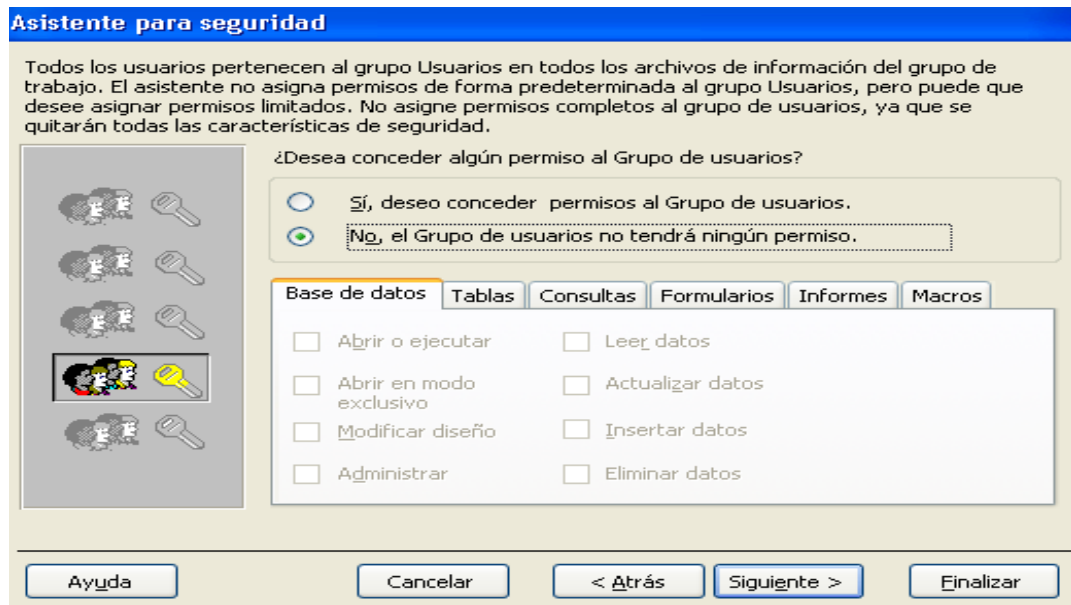 Asistente para seguridad
Todos los usuarios pertenecen al grupo Usuarios en todos los archivos de información del grupo de
trabajo. El asistente no asigna permisos de forma predeterminada al grupo Usuarios, pero puede que
desee asignar permisos limitados. No asigne permisos completos al grupo de usuarios, ya que se
quitarán todas las características de seguridad.
¿Desea conceder algún permiso al Grupo de usuarios?
Sí, deseo conceder permisos al Grupo de usuarios.
No, el Grupo de usuarios no tendrá ningún permiso.
Base de datos Tablas Consultas Formularios Informes Macros
Abrir o ejecutar Leer datos
Abrir en modo Actualizar datos
exclusivo
Modificar diseño Insertar datos
Administrar Eliminar datos
Ayuda Cancelar < Atrás Siguiente > Finalizar